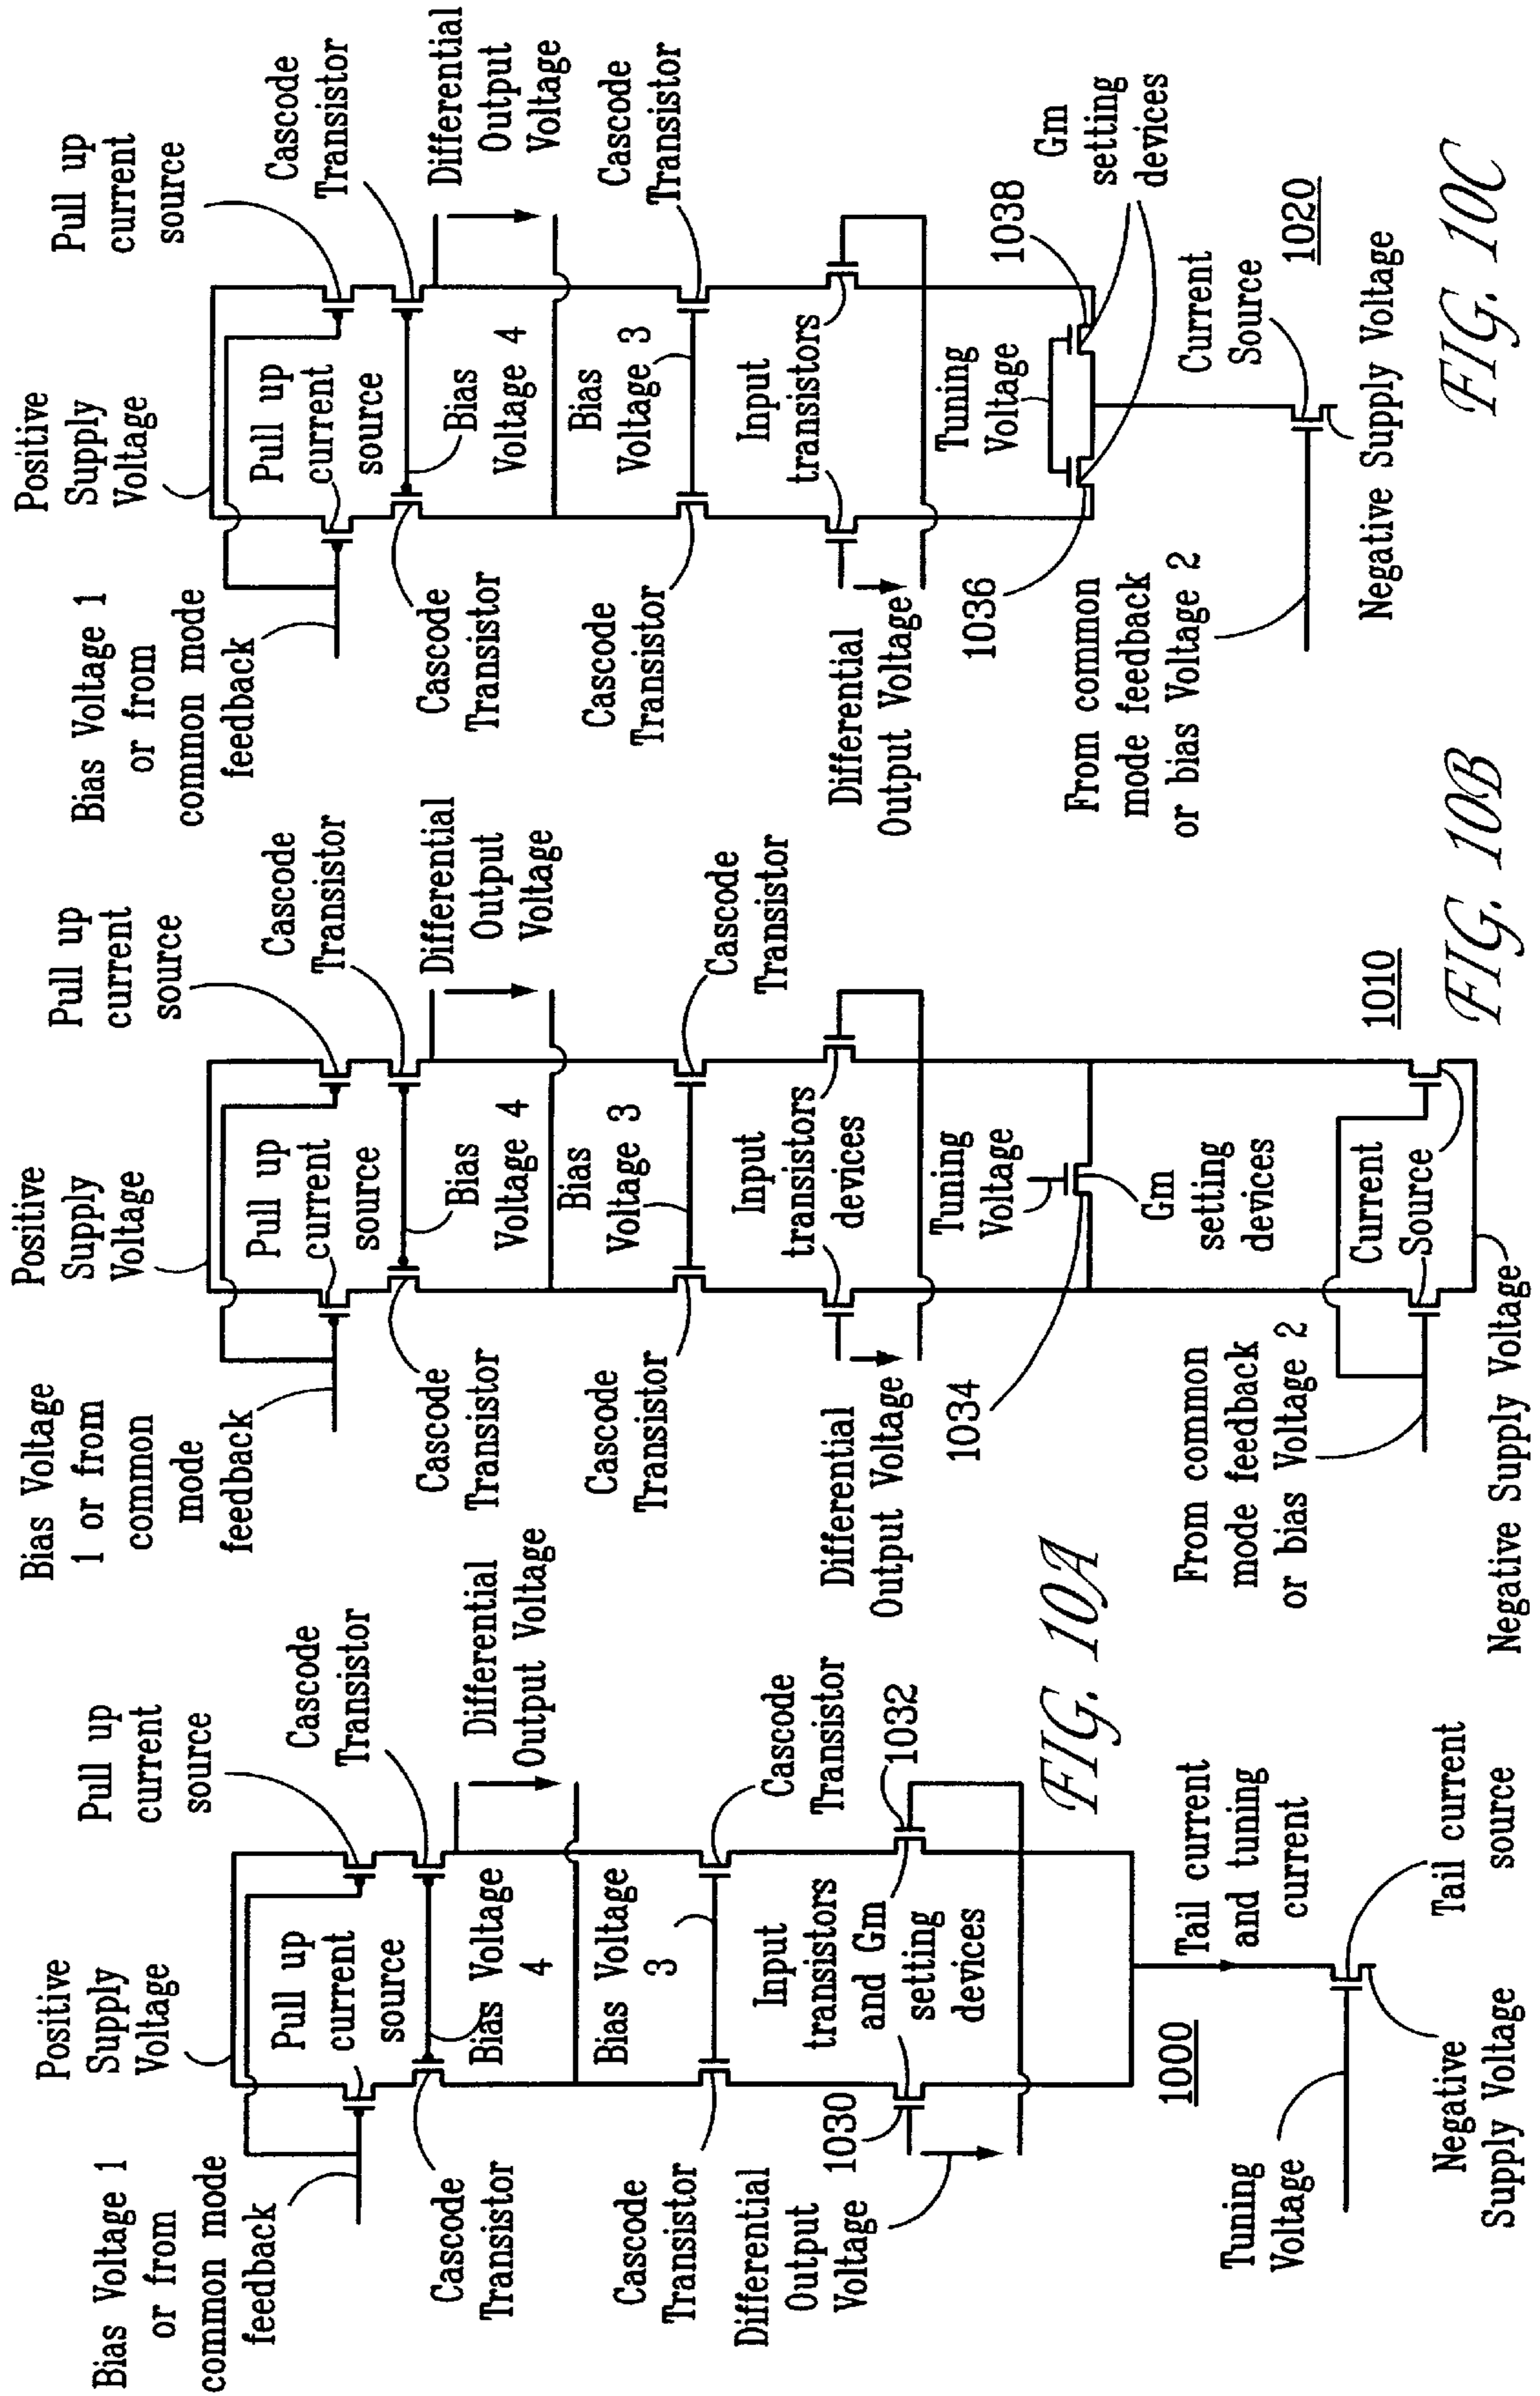 Bias Voltage 1
or from
common mode
feedback
Positive
Supply
Voltage
Pull up
current
source
Pull up
current
source
Cascode
Transistor
Cascode
Transistor
Bias Voltage
4
Differential
Output Voltage
Bias Voltage
3
Cascode
Transistor
Cascode
Transistor
Differential
Output
Voltage
1030
Input
transistors
and Gm
setting
devices
1032
1000
Tail current
and tuning
current
Tuning
Voltage
Tail current
source
Negative
Supply Voltage
FIG. 10A
Bias Voltage
1 or from
common
mode
feedback
Positive
Supply
Voltage
Pull up
current
source
Pull up
current
source
Cascode
Transistor
Cascode
Transistor
Bias
Voltage 4
Differential
Output
Voltage
Bias
Voltage 3
Cascode
Transistor
Cascode
Transistor
Input
transistors
devices
Differential
Output Voltage
1034
Tuning
Voltage
Gm
setting
devices
From common
mode feedback
or bias Voltage 2
Current
Source
Negative Supply Voltage
1010
FIG. 10B
Bias Voltage 1
or from
common mode
feedback
Positive
Supply
Voltage
Pull up
current
source
Pull up
current
source
Cascode
Transistor
Cascode
Transistor
Bias
Voltage 4
Differential
Output
Voltage
Bias
Voltage 3
Cascode
Transistor
Cascode
Transistor
Input
transistors
Differential
Output Voltage
1036
Tuning
Voltage
1038
Gm
setting
devices
From common
mode feedback
or bias Voltage 2
Current
Source
1020
Negative Supply Voltage
FIG. 10C